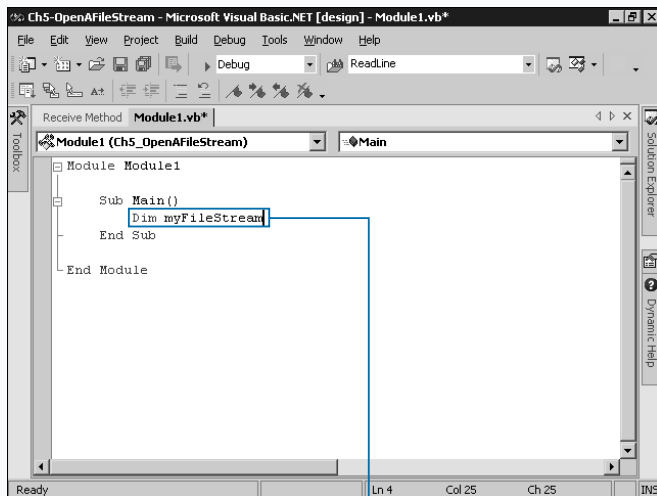 Ch5-OpenAFileStream - Microsoft Visual Basic.NET [design] - Module1.vb*
File Edit View Project Build Debug Tools Window Help
Debug ReadLine
Receive Method Module1.vb*
Module1 (Ch5_OpenAFileStream) Main
Toolbox
Solution Explorer
Dynamic Help
Module Module1
Sub Main()
Dim myFileStream
End Sub
End Module
Ready Ln 4 Col 25 Ch 25 INS